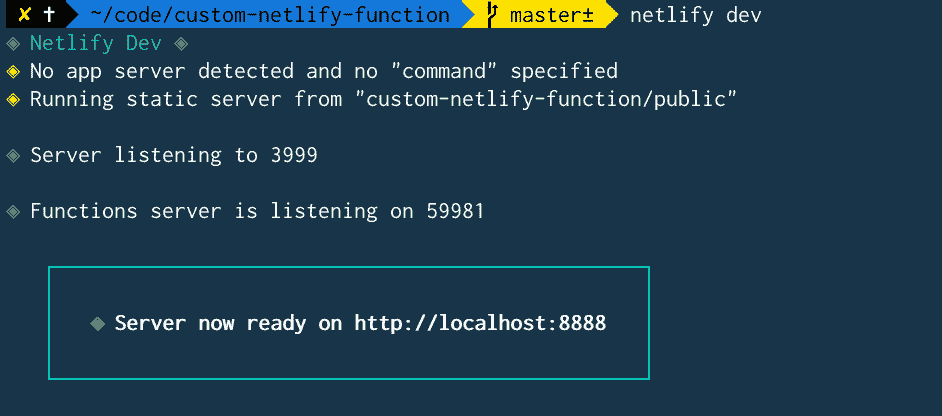 ✘ ✝ ~/code/custom-netlify-function master± netlify dev
◈ Netlify Dev ◈
◈ No app server detected and no "command" specified
◈ Running static server from "custom-netlify-function/public"
◈ Server listening to 3999
◈ Functions server is listening on 59981
◈ Server now ready on http://localhost:8888